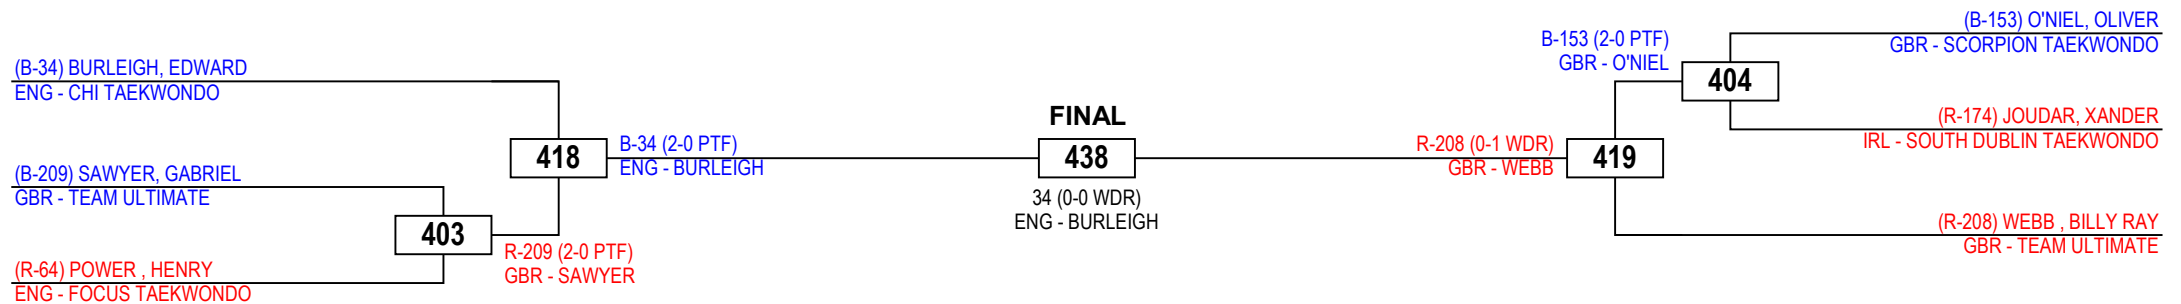 (B-34) BURLEIGH, EDWARD
ENG - CHI TAEKWONDO
(B-209) SAWYER, GABRIEL
GBR - TEAM ULTIMATE
(R-64) POWER , HENRY
ENG - FOCUS TAEKWONDO
403
R-209 (2-0 PTF)
GBR - SAWYER
418
B-34 (2-0 PTF)
ENG - BURLEIGH
FINAL
438
34 (0-0 WDR)
ENG - BURLEIGH
R-208 (0-1 WDR)
GBR - WEBB
419
B-153 (2-0 PTF)
GBR - O'NIEL
404
(B-153) O'NIEL, OLIVER
GBR - SCORPION TAEKWONDO
(R-174) JOUDAR, XANDER
IRL - SOUTH DUBLIN TAEKWONDO
(R-208) WEBB , BILLY RAY
GBR - TEAM ULTIMATE